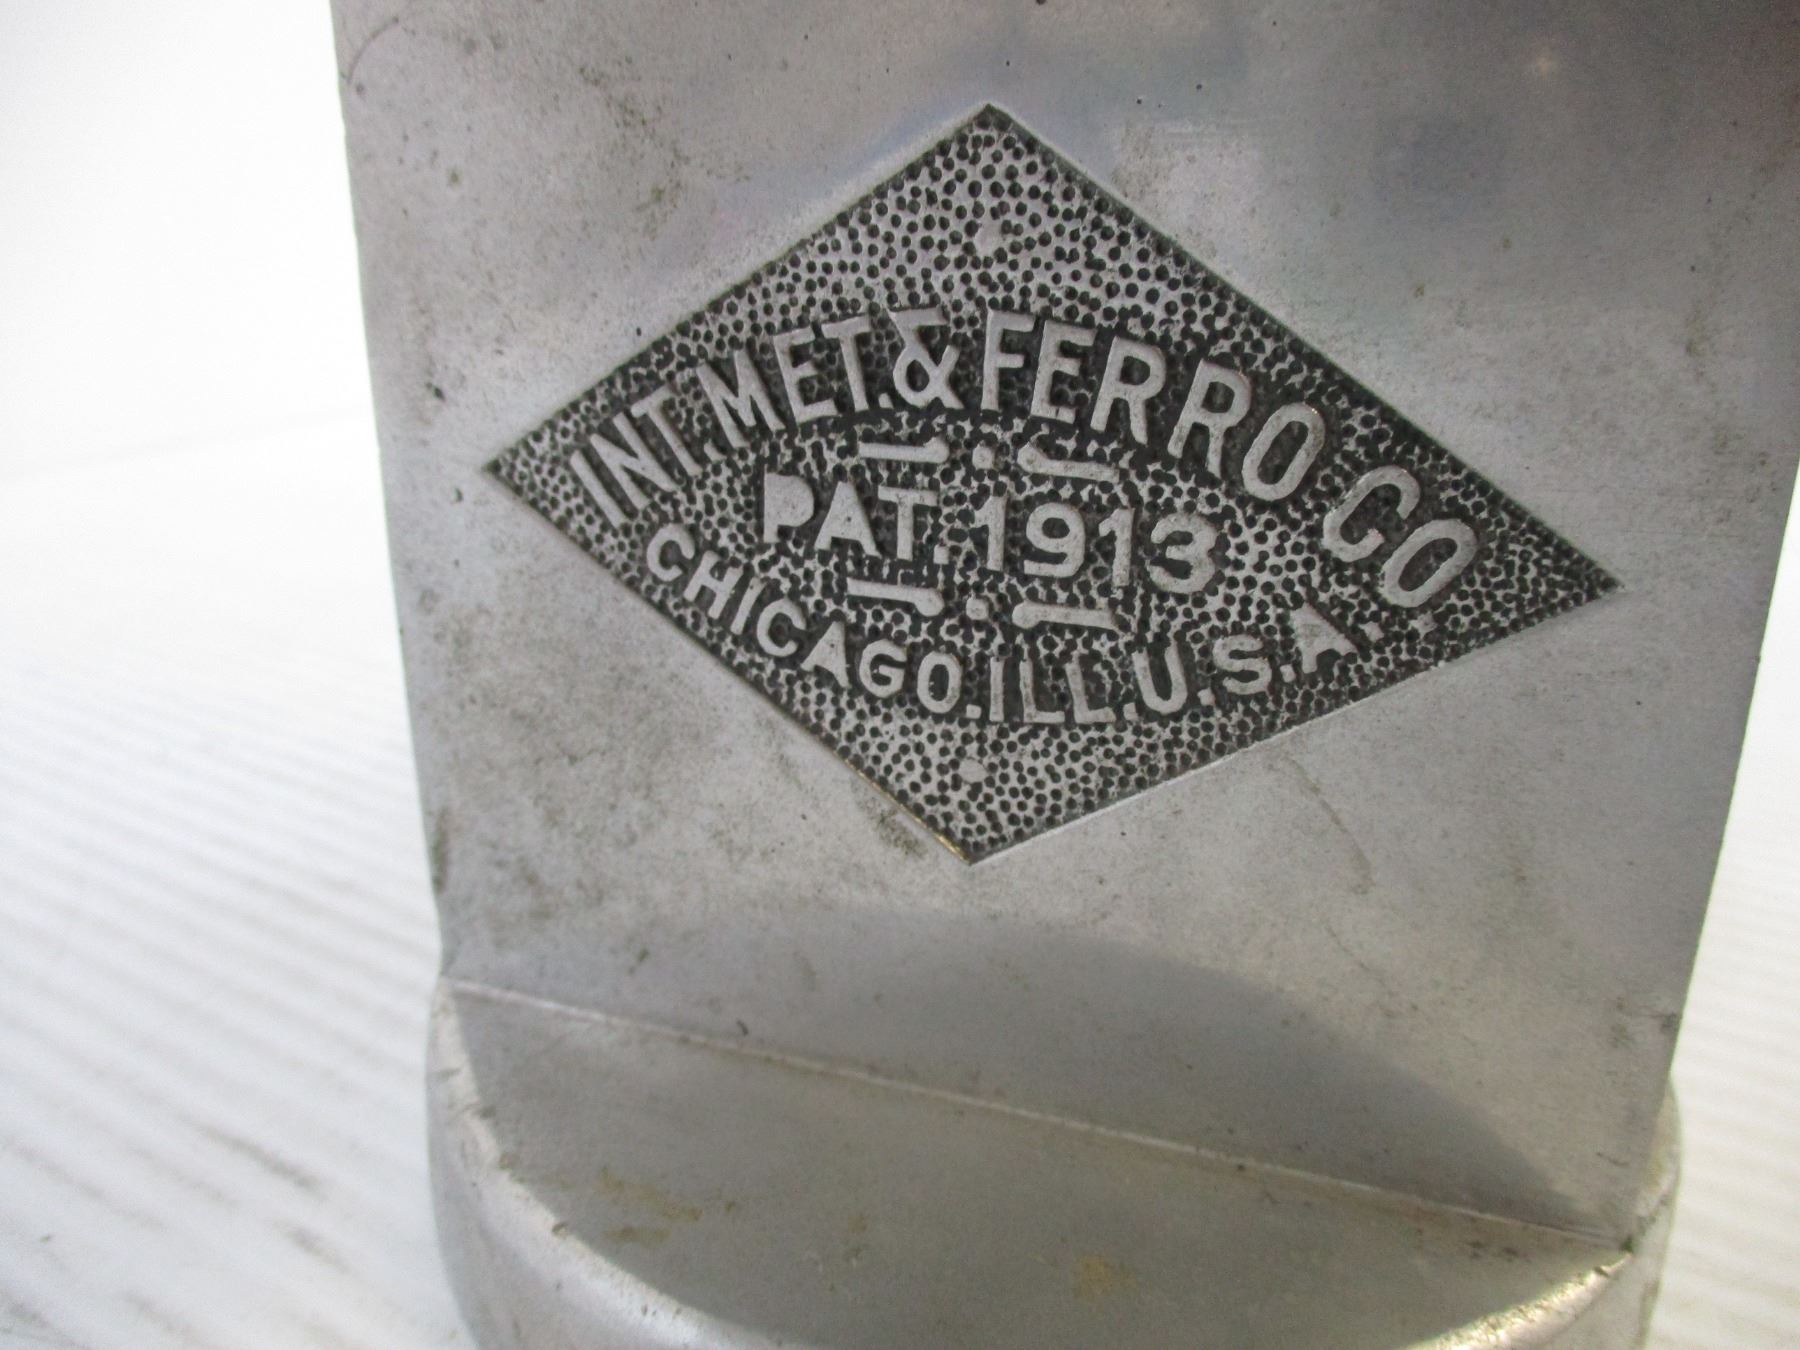 INT. MET. & FERRO CO
PAT. 1913
CHICAGO. ILL. U.S.A.